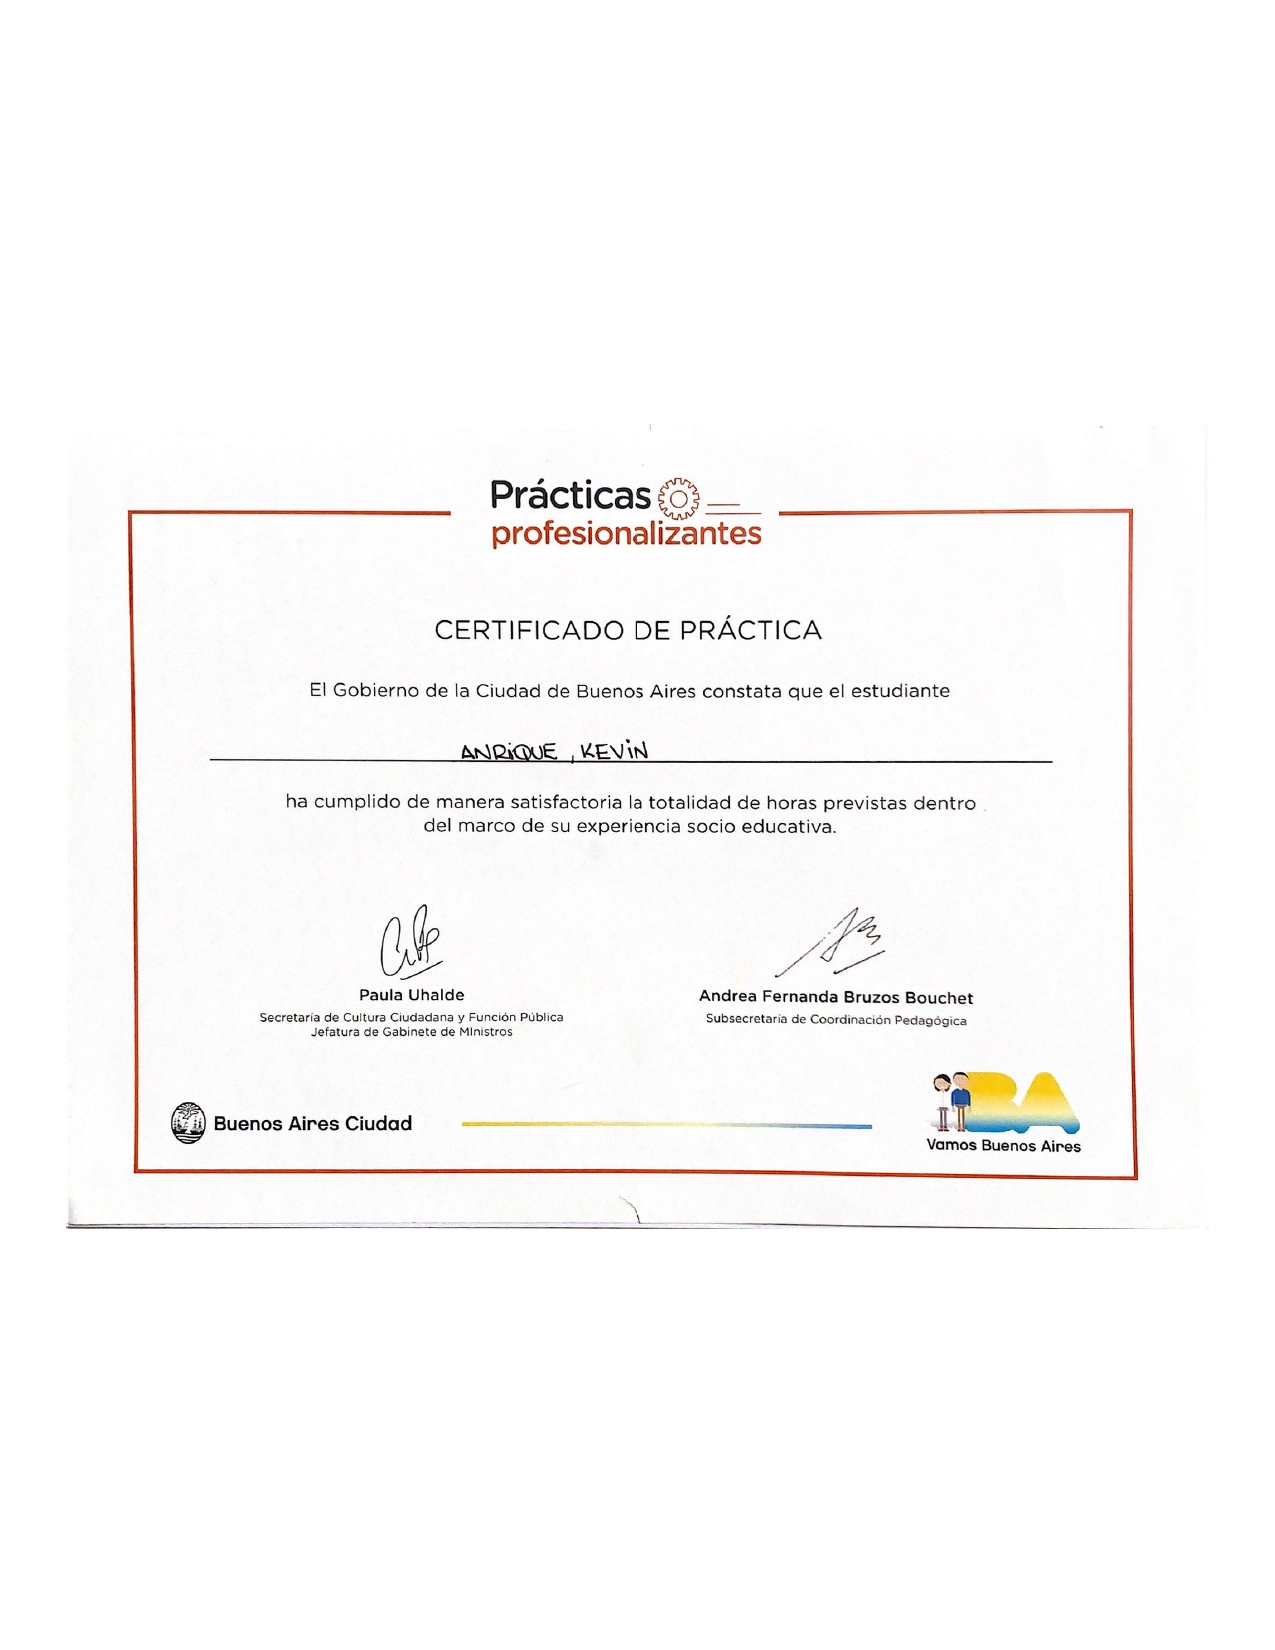 Prácticas
profesionalizantes
CERTIFICADO DE PRÁCTICA
El Gobierno de la Ciudad de Buenos Aires constata que el estudiante
ANRiQUE, KEViN
ha cumplido de manera satisfactoria la totalidad de horas previstas dentro
del marco de su experiencia socio educativa.
Paula Uhalde
Secretaría de Cultura Ciudadana y Función Pública
Jefatura de Gabinete de Ministros
Andrea Fernanda Bruzos Bouchet
Subsecretaría de Coordinación Pedagógica
Buenos Aires Ciudad
BA
Vamos Buenos Aires